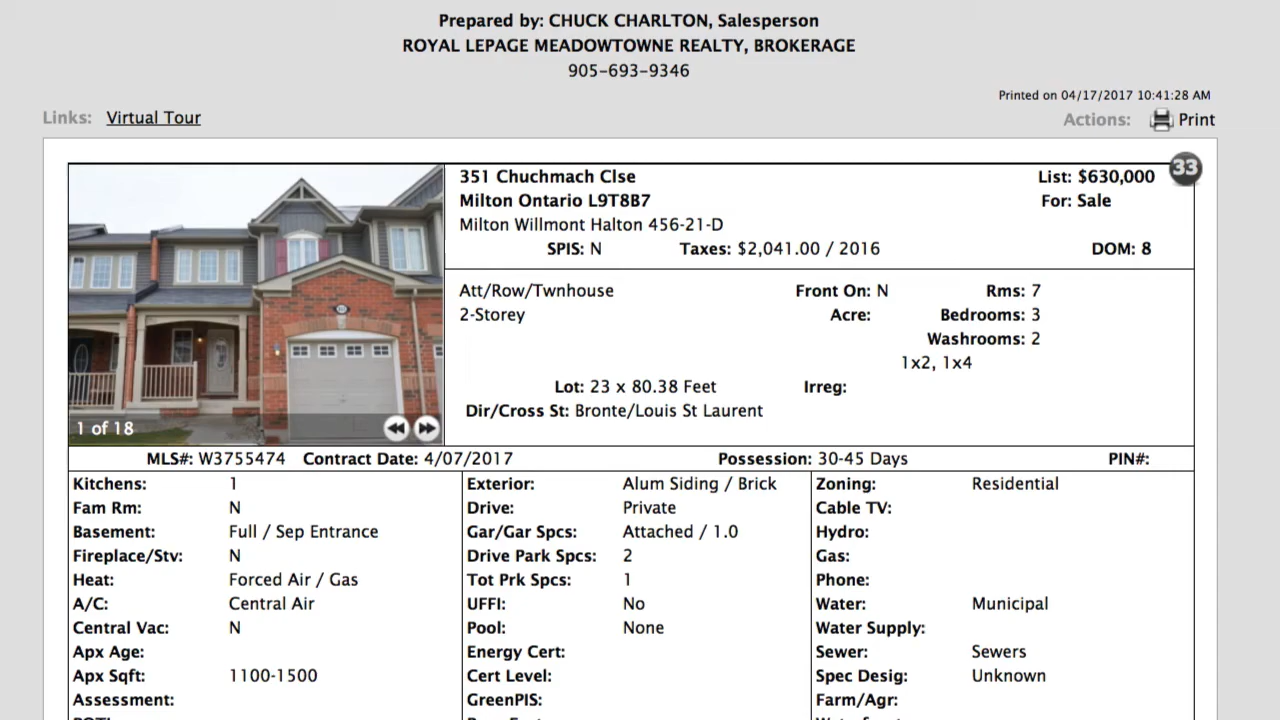 Prepared by: CHUCK CHARLTON, Salesperson
ROYAL LEPAGE MEADOWTOWNE REALTY, BROKERAGE
905-693-9346
Printed on 04/17/2017 10:41:28 AM
Links: Virtual Tour
Actions: Print
33
351 Chuchmach Clse List: $630,000
Milton Ontario L9T8B7 For: Sale
Milton Willmont Halton 456-21-D
SPIS: N Taxes: $2,041.00 / 2016 DOM: 8
Att/Row/Twnhouse Front On: N Rms: 7
2-Storey Acre: Bedrooms: 3
Washrooms: 2
1x2, 1x4
Lot: 23 x 80.38 Feet Irreg:
Dir/Cross St: Bronte/Louis St Laurent
1 of 18
MLS#: W3755474 Contract Date: 4/07/2017 Possession: 30-45 Days PIN#:
Kitchens: 1 Exterior: Alum Siding / Brick Zoning: Residential
Fam Rm: N Drive: Private Cable TV:
Basement: Full / Sep Entrance Gar/Gar Spcs: Attached / 1.0 Hydro:
Fireplace/Stv: N Drive Park Spcs: 2 Gas:
Heat: Forced Air / Gas Tot Prk Spcs: 1 Phone:
A/C: Central Air UFFI: No Water: Municipal
Central Vac: N Pool: None Water Supply:
Apx Age: Energy Cert: Sewer: Sewers
Apx Sqft: 1100-1500 Cert Level: Spec Desig: Unknown
Assessment: GreenPIS: Farm/Agr: